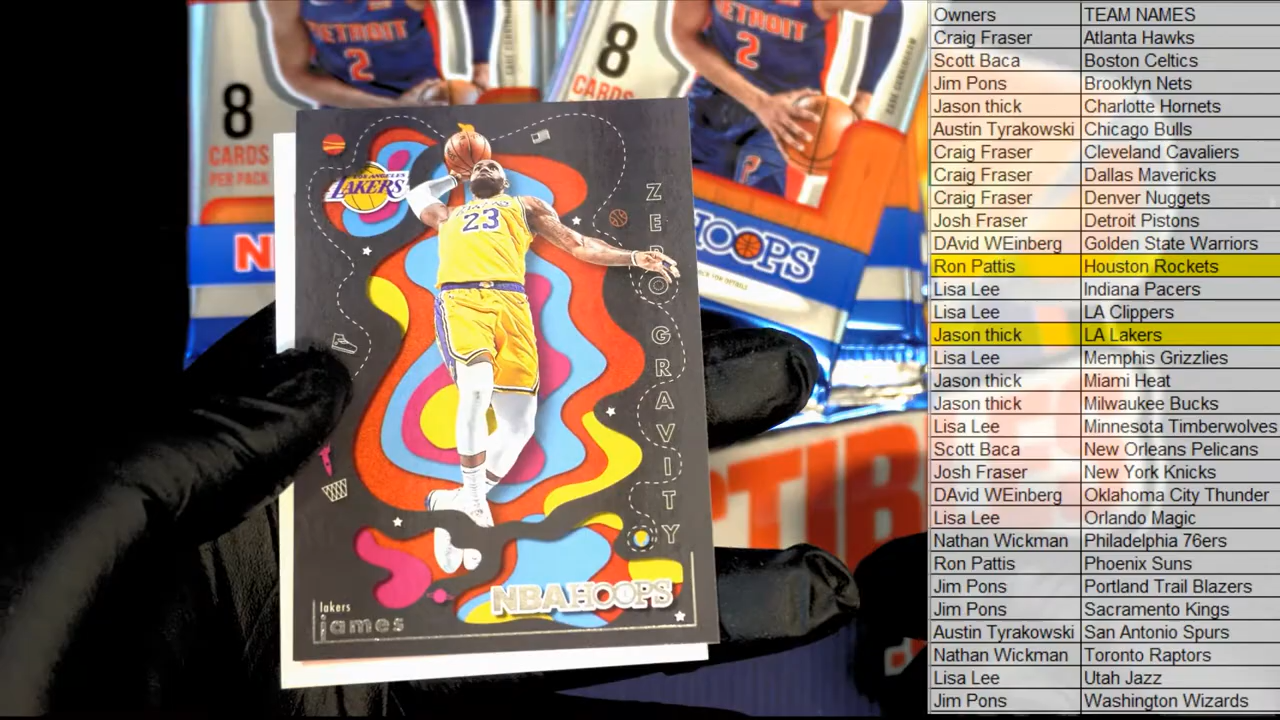 DETROIT
2
8
CARDS
PER PACK
DETROIT
2
8
CARDS
HOOPS
LOS ANGELES
LAKERS
LAKERS
23
ZERO GRAVITY
NBA HOOPS
lakers
james
Owners TEAM NAMES
Craig Fraser Atlanta Hawks
Scott Baca Boston Celtics
Jim Pons Brooklyn Nets
Jason thick Charlotte Hornets
Austin Tyrakowski Chicago Bulls
Craig Fraser Cleveland Cavaliers
Craig Fraser Dallas Mavericks
Craig Fraser Denver Nuggets
Josh Fraser Detroit Pistons
DAvid WEinberg Golden State Warriors
Ron Pattis Houston Rockets
Lisa Lee Indiana Pacers
Lisa Lee LA Clippers
Jason thick LA Lakers
Lisa Lee Memphis Grizzlies
Jason thick Miami Heat
Jason thick Milwaukee Bucks
Lisa Lee Minnesota Timberwolves
Scott Baca New Orleans Pelicans
Josh Fraser New York Knicks
DAvid WEinberg Oklahoma City Thunder
Lisa Lee Orlando Magic
Nathan Wickman Philadelphia 76ers
Ron Pattis Phoenix Suns
Jim Pons Portland Trail Blazers
Jim Pons Sacramento Kings
Austin Tyrakowski San Antonio Spurs
Nathan Wickman Toronto Raptors
Lisa Lee Utah Jazz
Jim Pons Washington Wizards